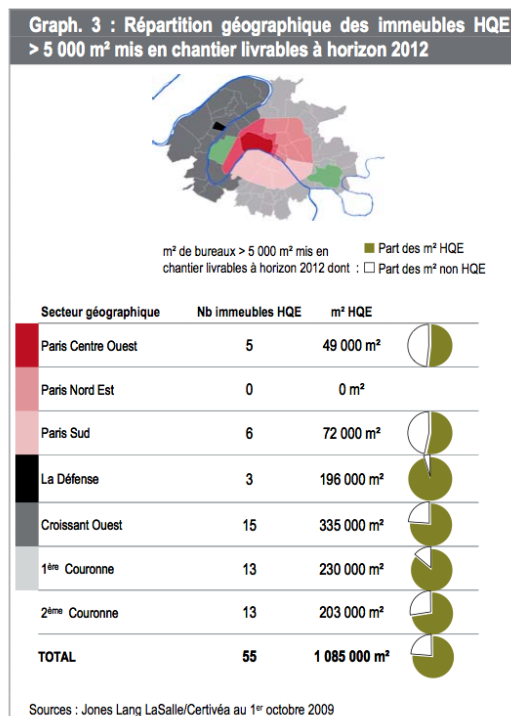 Graph. 3 : Répartition géographique des immeubles HQE
> 5 000 m² mis en chantier livrables à horizon 2012
m² de bureaux > 5 000 m² mis en
chantier livrables à horizon 2012 dont :
Part des m² HQE
Part des m² non HQE
Secteur géographique Nb immeubles HQE m² HQE
Paris Centre Ouest 5 49 000 m²
Paris Nord Est 0 0 m²
Paris Sud 6 72 000 m²
La Défense 3 196 000 m²
Croissant Ouest 15 335 000 m²
1ère Couronne 13 230 000 m²
2ème Couronne 13 203 000 m²
TOTAL 55 1 085 000 m²
Sources : Jones Lang LaSalle/Certivéa au 1er octobre 2009